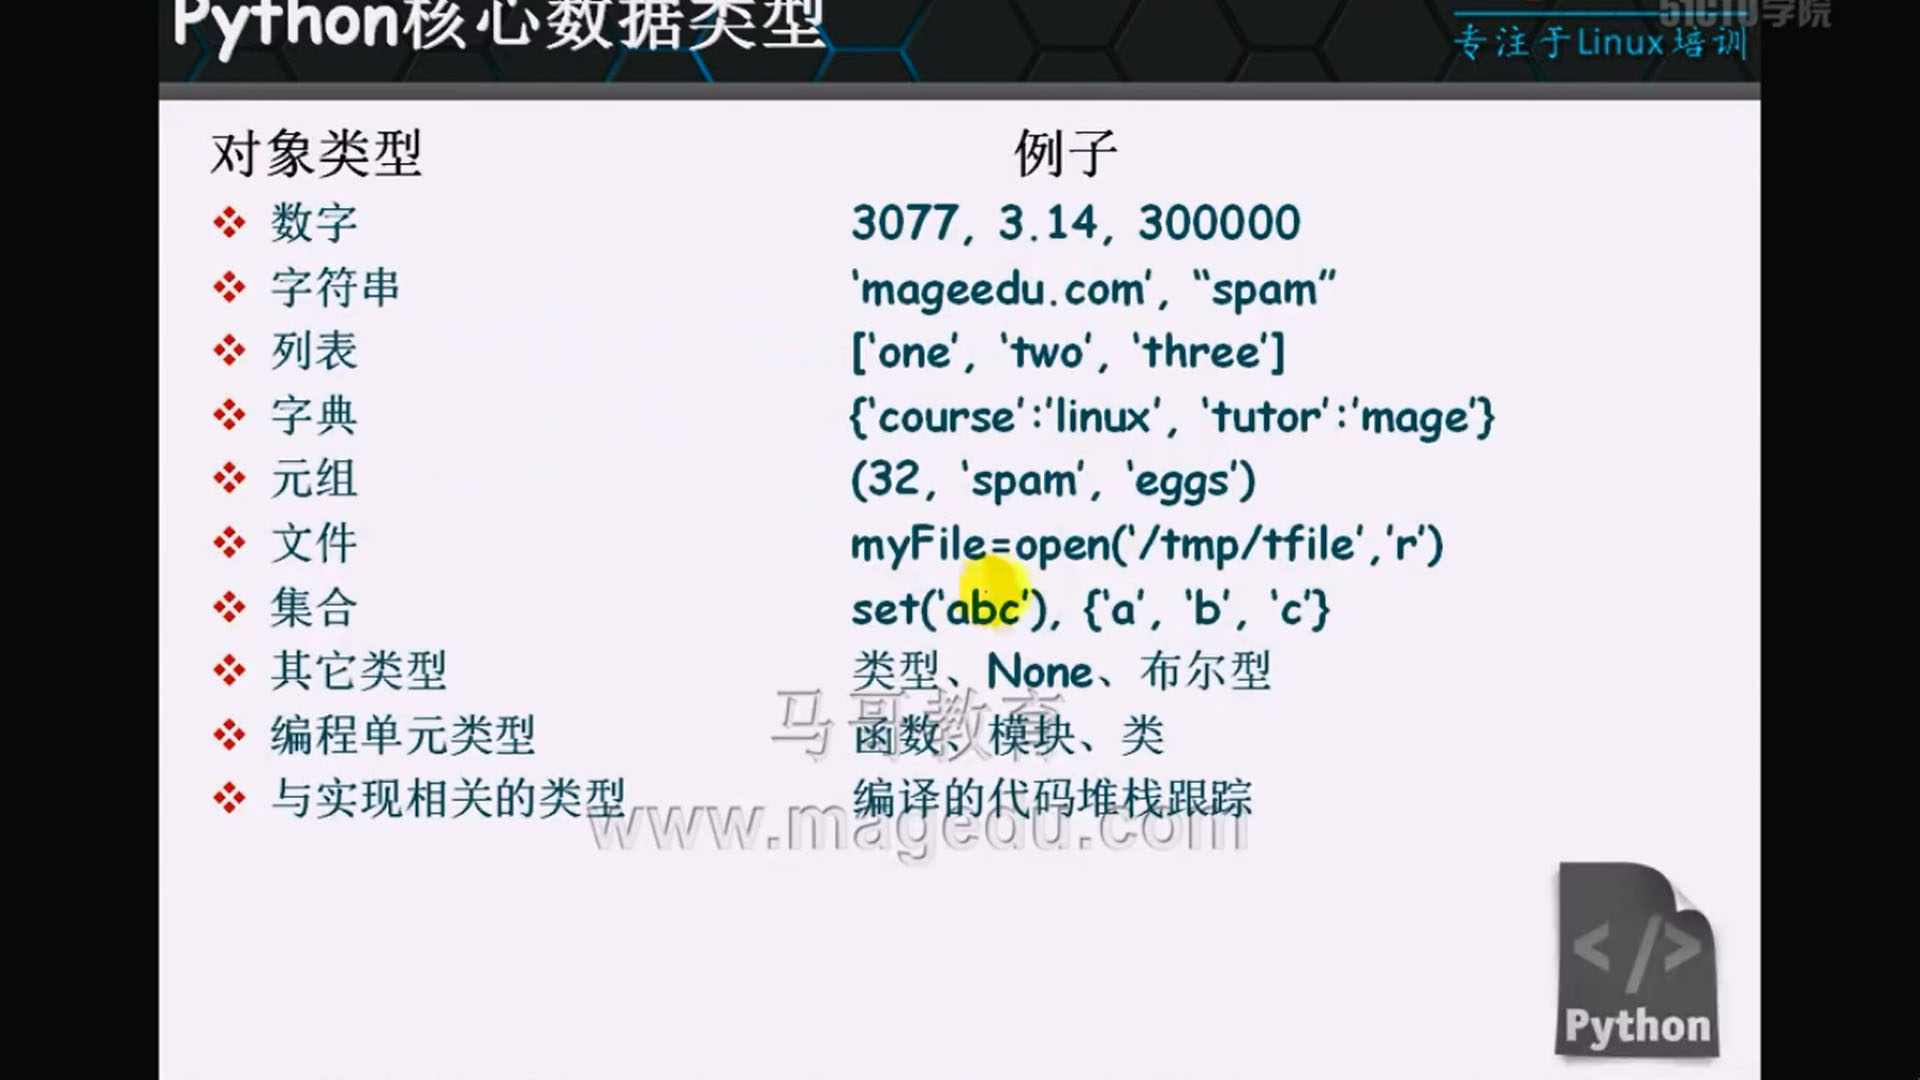 51CTO学院
Python核心数据类型
专注于Linux培训
对象类型 例子
数字 3077, 3.14, 300000
字符串 ‘mageedu.com’, “spam”
列表 [‘one’, ‘two’, ‘three’]
字典 {‘course’:’linux’, ‘tutor’:’mage’}
元组 (32, ‘spam’, ‘eggs’)
文件 myFile=open(‘/tmp/tfile’,’r’)
集合 set(‘abc’), {‘a’, ‘b’, ‘c’}
其它类型 类型、None、布尔型
马哥教育
编程单元类型 函数、模块、类
与实现相关的类型 编译的代码堆栈跟踪
www.magedu.com
</>
Python